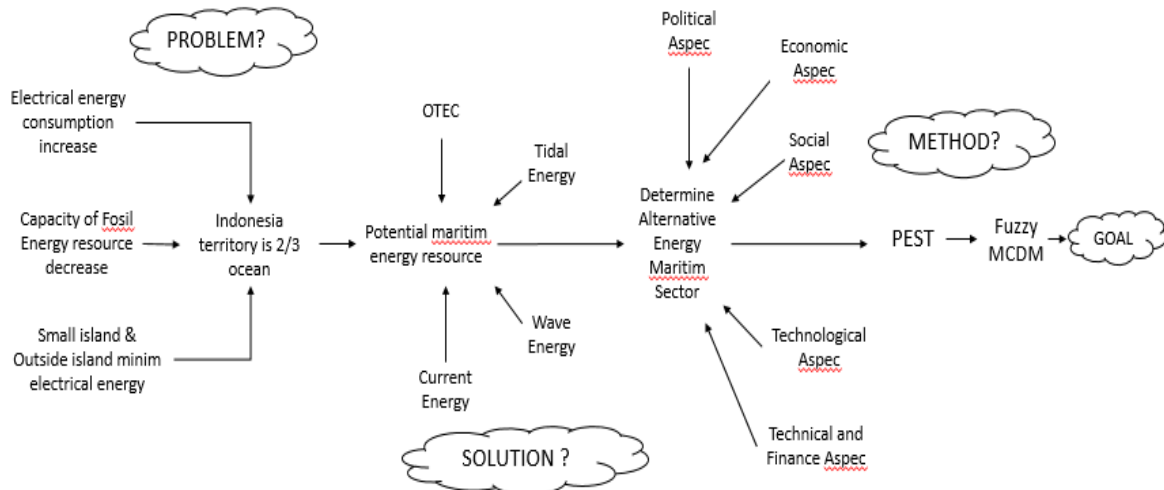 PROBLEM?
Electrical energy
consumption
increase
Capacity of Fosil
Energy resource
decrease
Small island &
Outside island minim
electrical energy
Indonesia
territory is 2/3
ocean
OTEC
Tidal
Energy
Potential maritim
energy resource
Wave
Energy
Current
Energy
SOLUTION ?
Political
Aspec
Economic
Aspec
Social
Aspec
Determine
Alternative
Energy
Maritim
Sector
Technological
Aspec
Technical and
Finance Aspec
METHOD?
PEST
Fuzzy
MCDM
GOAL